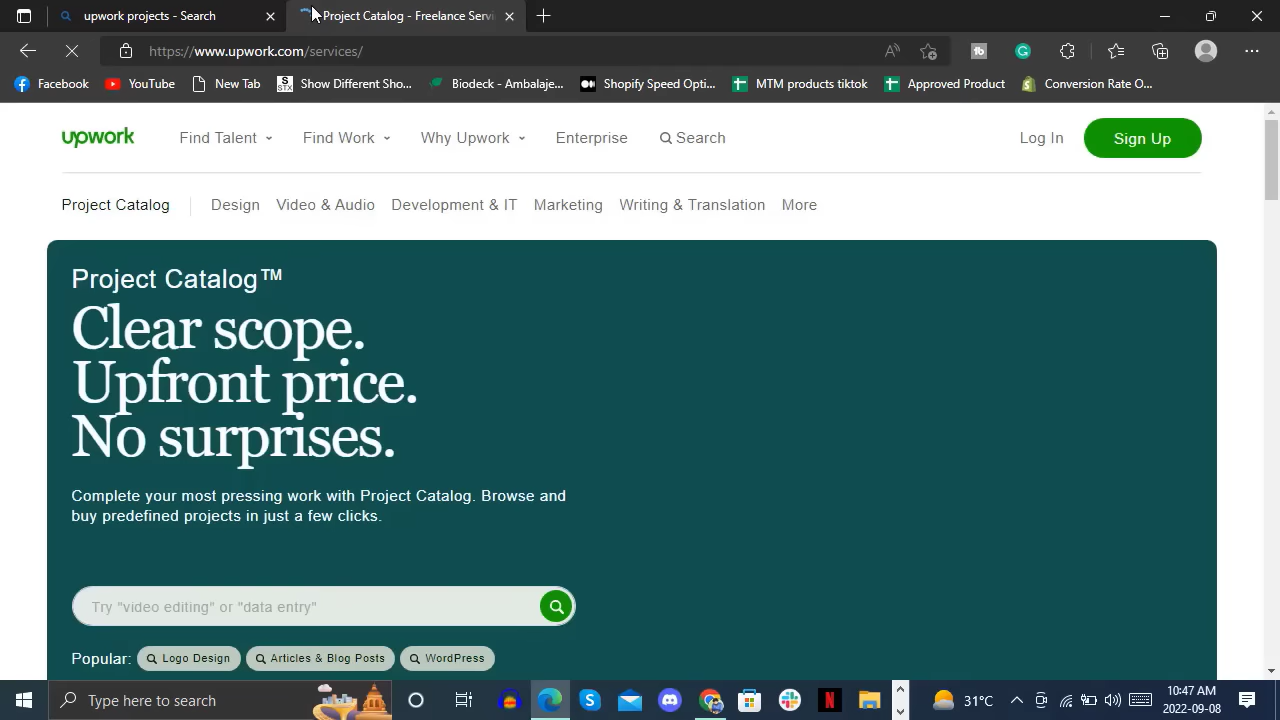 upwork projects - Search
Project Catalog - Freelance Servi
https://www.upwork.com/services/
Facebook
YouTube
New Tab
Show Different Sho...
Biodeck - Ambalaje...
Shopify Speed Opti...
MTM products tiktok
Approved Product
Conversion Rate O...
upwork
Find Talent
Find Work
Why Upwork
Enterprise
Search
Log In
Sign Up
Project Catalog
Design
Video & Audio
Development & IT
Marketing
Writing & Translation
More
Project Catalog™
Clear scope.
Upfront price.
No surprises.
Complete your most pressing work with Project Catalog. Browse and
buy predefined projects in just a few clicks.
Try "video editing" or "data entry"
Popular:
Logo Design
Articles & Blog Posts
WordPress
Type here to search
31°C
10:47 AM
2022-09-08